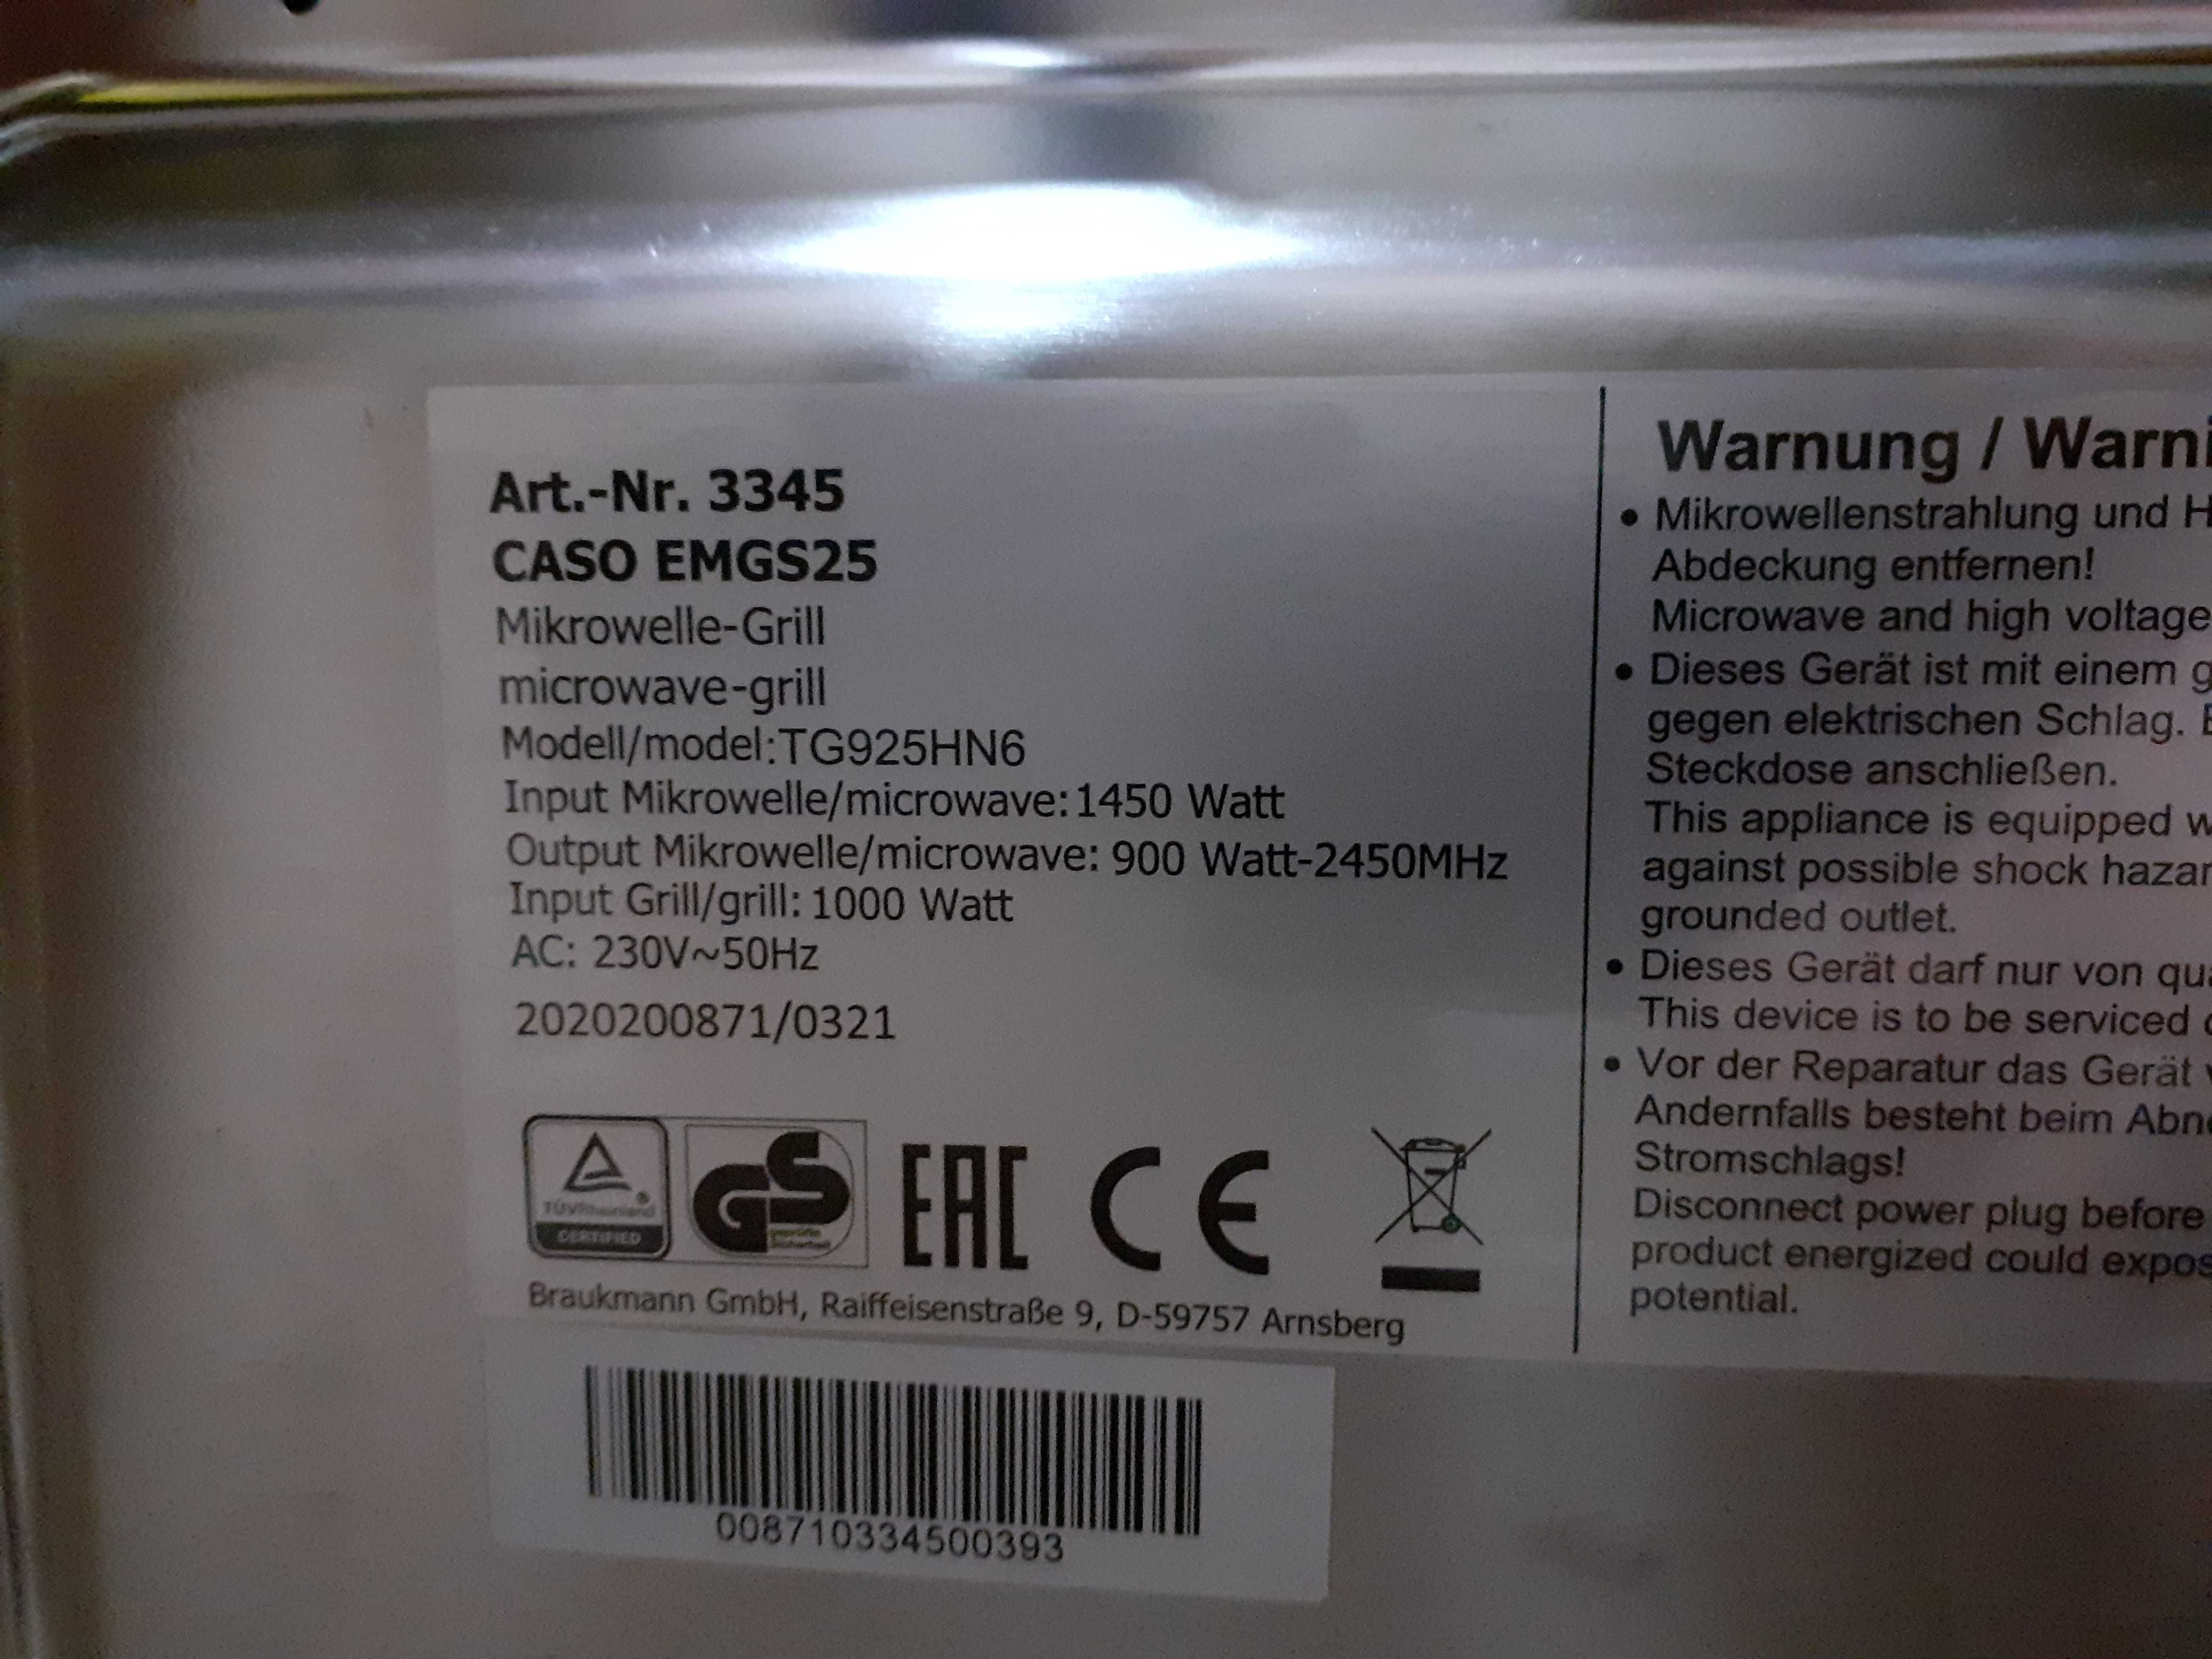 Art.-Nr. 3345
CASO EMGS25
Mikrowelle-Grill
microwave-grill
Modell/model:TG925HN6
Input Mikrowelle/microwave:1450 Watt
Output Mikrowelle/microwave: 900 Watt-2450MHz
Input Grill/grill: 1000 Watt
AC: 230V~50Hz
2020200871/0321
TÜVRheinland ®
CERTIFIED
GS
EAC CE
Braukmann GmbH, Raiffeisenstraße 9, D-59757 Arnsberg
008710334500393
Warnung /
• Mikrowellenstrahlung und
Abdeckung entfernen!
Microwave and high voltage
• Dieses Gerät ist mit einem
gegen elektrischen Schlag.
Steckdose anschließen.
This appliance is equipped
against possible shock
grounded outlet.
• Dieses Gerät darf nur von
This device is to be serviced
• Vor der Reparatur das Gerät
Andernfalls besteht beim
Stromschlags!
Disconnect power plug before
product energized could
potential.